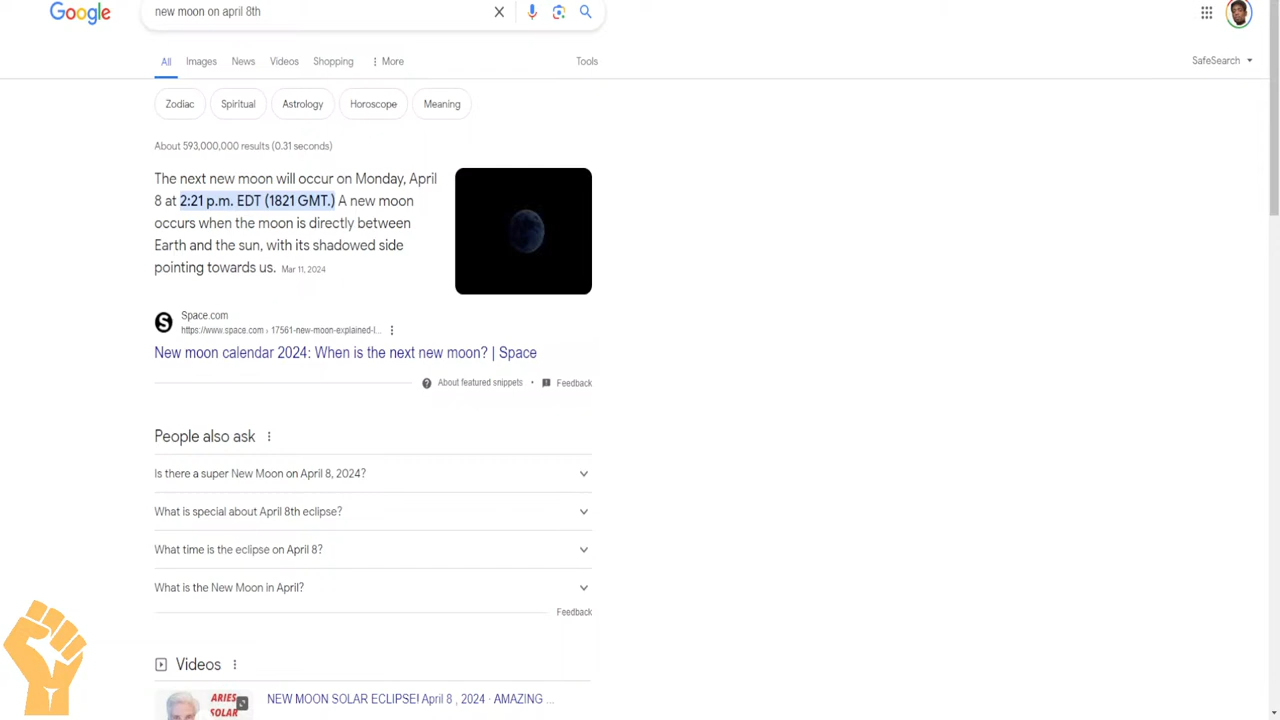 Google
new moon on april 8th
All Images News Videos Shopping More Tools
SafeSearch
Zodiac Spiritual Astrology Horoscope Meaning
About 593,000,000 results (0.31 seconds)
The next new moon will occur on Monday, April
8 at 2:21 p.m. EDT (1821 GMT.) A new moon
occurs when the moon is directly between
Earth and the sun, with its shadowed side
pointing towards us. Mar 11, 2024
S
Space.com
https://www.space.com › 17561-new-moon-explained-l...
New moon calendar 2024: When is the next new moon? | Space
About featured snippets • Feedback
People also ask
Is there a super New Moon on April 8, 2024?
What is special about April 8th eclipse?
What time is the eclipse on April 8?
What is the New Moon in April?
Feedback
Videos
ARIES
SOLAR
NEW MOON SOLAR ECLIPSE! April 8 , 2024 · AMAZING ...